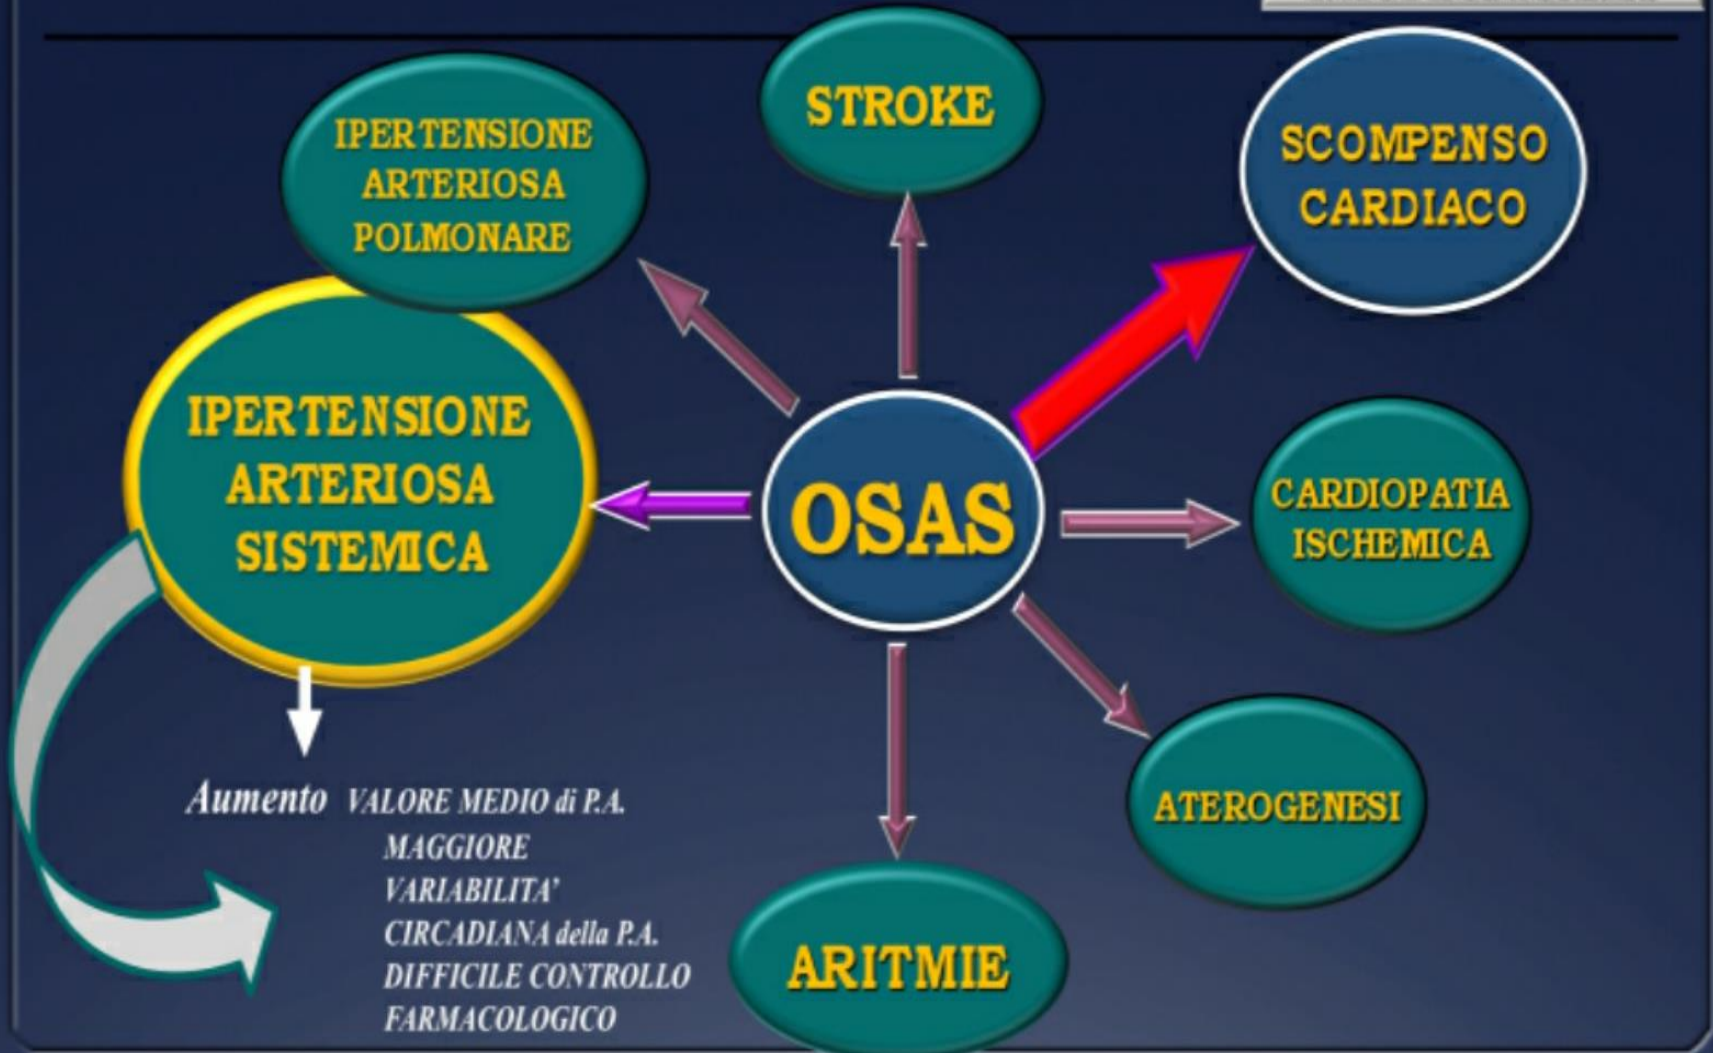 STROKE
IPERTENSIONE
ARTERIOSA
POLMONARE
SCOMPENSO
CARDIACO
IPERTENSIONE
ARTERIOSA
SISTEMICA
OSAS
CARDIOPATIA
ISCHEMICA
ATEROGENESI
ARITMIE
Aumento VALORE MEDIO di P.A.
MAGGIORE
VARIABILITA'
CIRCADIANA della P.A.
DIFFICILE CONTROLLO
FARMACOLOGICO